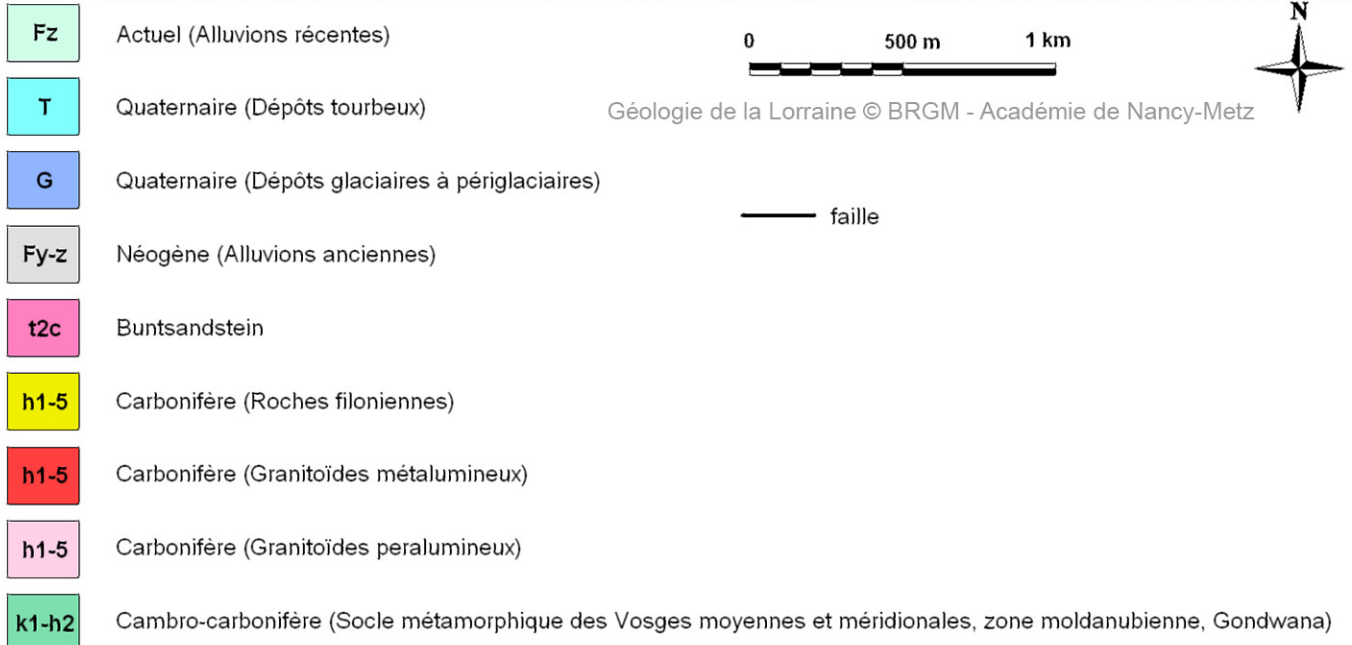 Fz Actuel (Alluvions récentes)
0 500 m 1 km
N
T Quaternaire (Dépôts tourbeux)
Géologie de la Lorraine © BRGM - Académie de Nancy-Metz
G Quaternaire (Dépôts glaciaires à périglaciaires)
faille
Fy-z Néogène (Alluvions anciennes)
t2c Buntsandstein
h1-5 Carbonifère (Roches filoniennes)
h1-5 Carbonifère (Granitoïdes métalumineux)
h1-5 Carbonifère (Granitoïdes peralumineux)
k1-h2 Cambro-carbonifère (Socle métamorphique des Vosges moyennes et méridionales, zone moldanubienne, Gondwana)